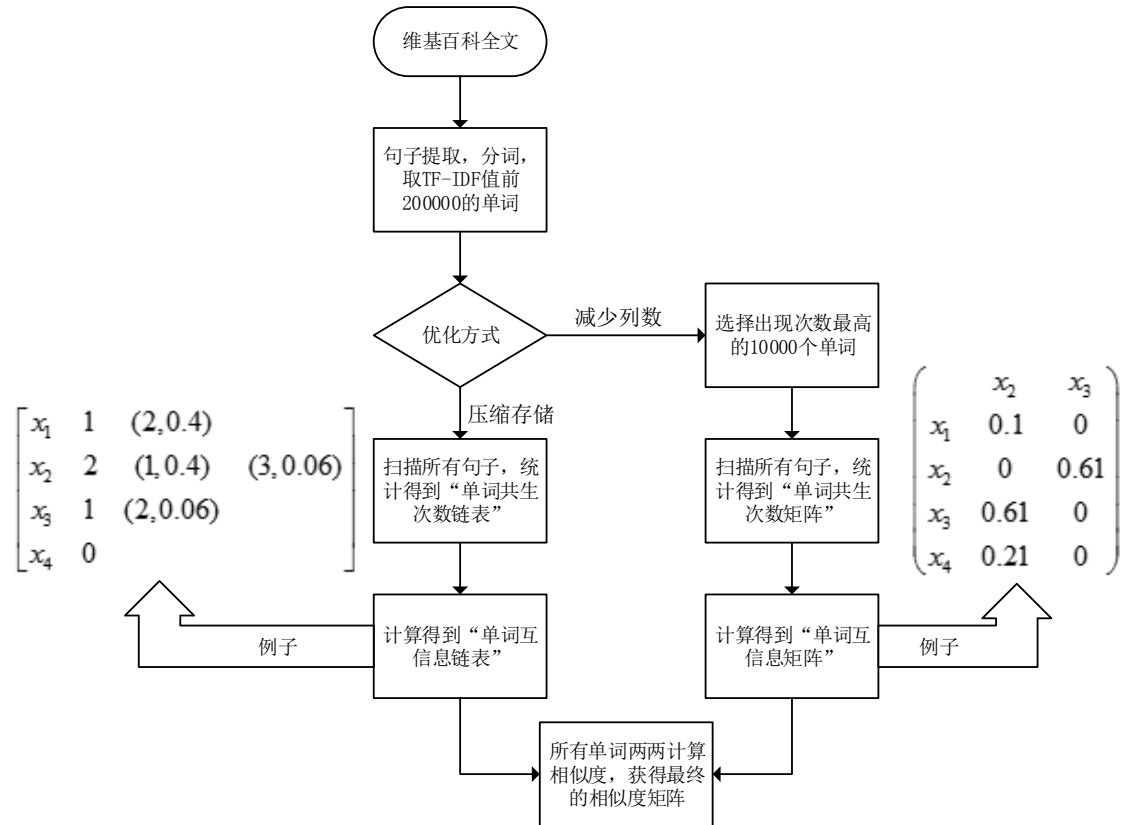 维基百科全文
句子提取，分词，
取TF-IDF值前
200000的单词
优化方式
减少列数
选择出现次数最高
的10000个单词
压缩存储
x₁ 1 (2,0.4)
x₂ 2 (1,0.4) (3,0.06)
x₃ 1 (2,0.06)
x₄ 0
扫描所有句子，统
计得到“单词共生
次数链表”
扫描所有句子，统
计得到“单词共生
次数矩阵”
x₂ x₃
x₁ 0.1 0
x₂ 0 0.61
x₃ 0.61 0
x₄ 0.21 0
例子
计算得到“单词互
信息链表”
计算得到“单词互
信息矩阵”
例子
所有单词两两计算
相似度，获得最终
的相似度矩阵